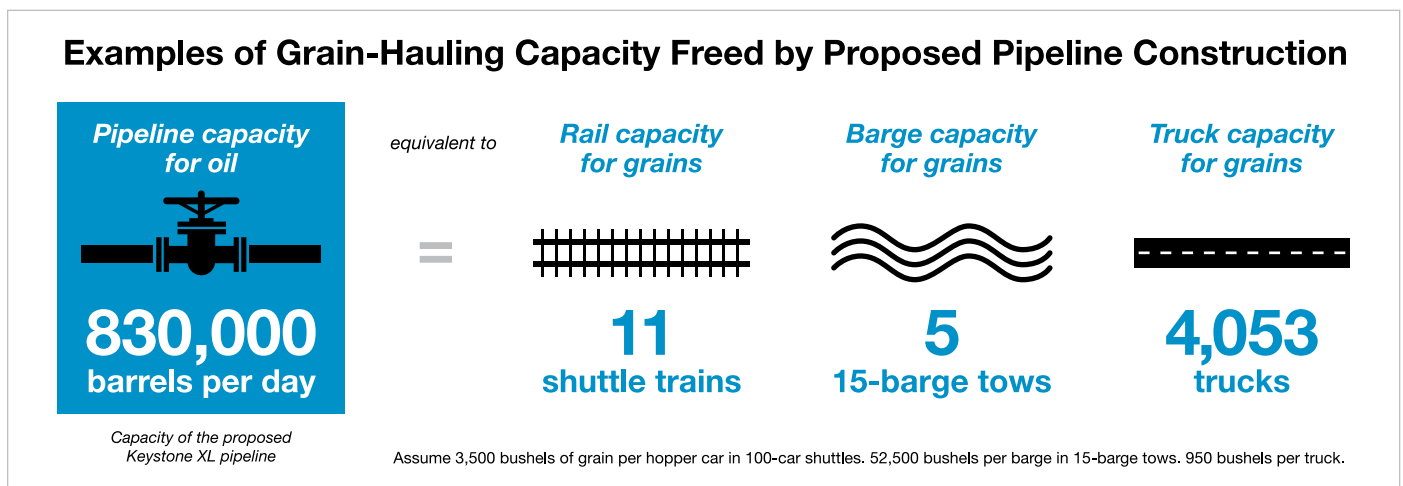 Examples of Grain-Hauling Capacity Freed by Proposed Pipeline Construction
Pipeline capacity
for oil
830,000
barrels per day
Capacity of the proposed
Keystone XL pipeline
equivalent to
=
Rail capacity
for grains
11
shuttle trains
Barge capacity
for grains
5
15-barge tows
Truck capacity
for grains
4,053
trucks
Assume 3,500 bushels of grain per hopper car in 100-car shuttles. 52,500 bushels per barge in 15-barge tows. 950 bushels per truck.